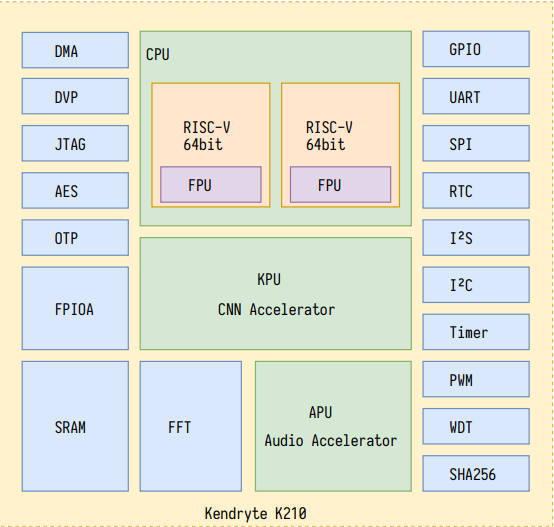 DMA
DVP
JTAG
AES
OTP
FPIOA
SRAM
CPU
RISC-V
64bit
FPU
RISC-V
64bit
FPU
KPU
CNN Accelerator
FFT
APU
Audio Accelerator
GPIO
UART
SPI
RTC
I²S
I²C
Timer
PWM
WDT
SHA256
Kendryte K210